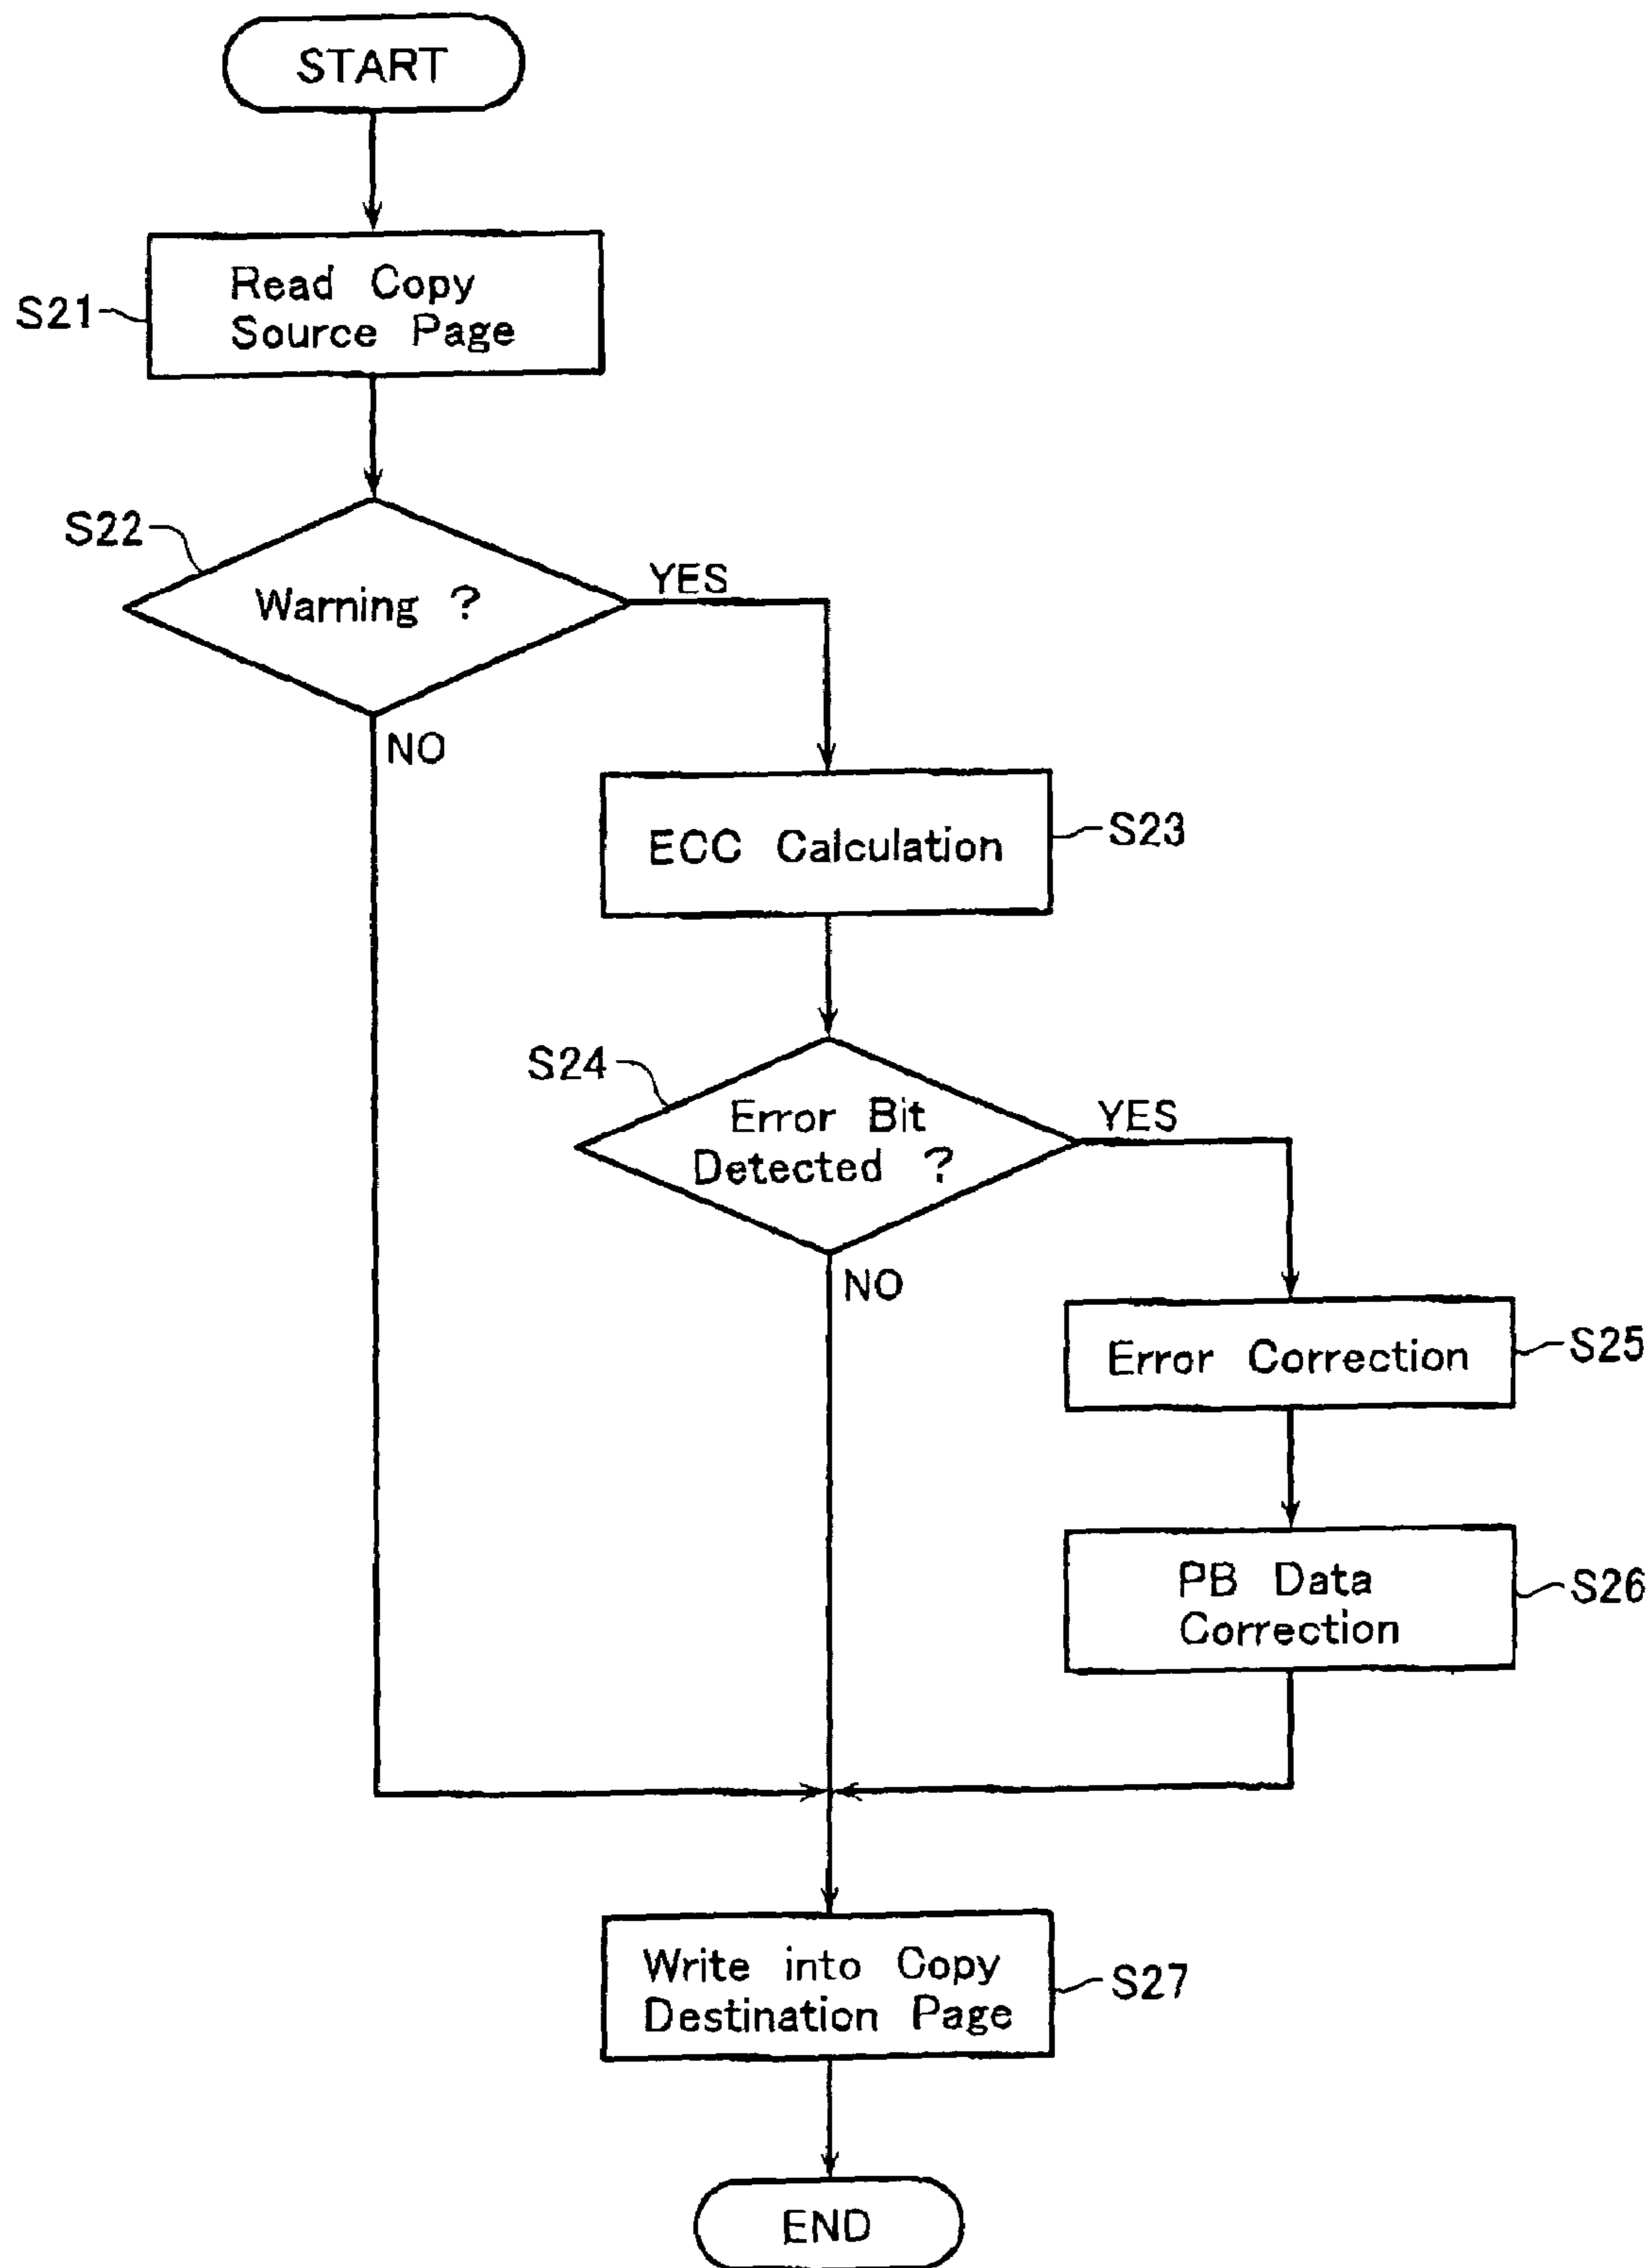 START
S21
Read Copy
Source Page
S22
Warning ?
YES
NO
ECC Calculation
S23
S24
Error Bit
Detected ?
YES
NO
Error Correction
S25
PB Data
Correction
S26
Write into Copy
Destination Page
S27
END